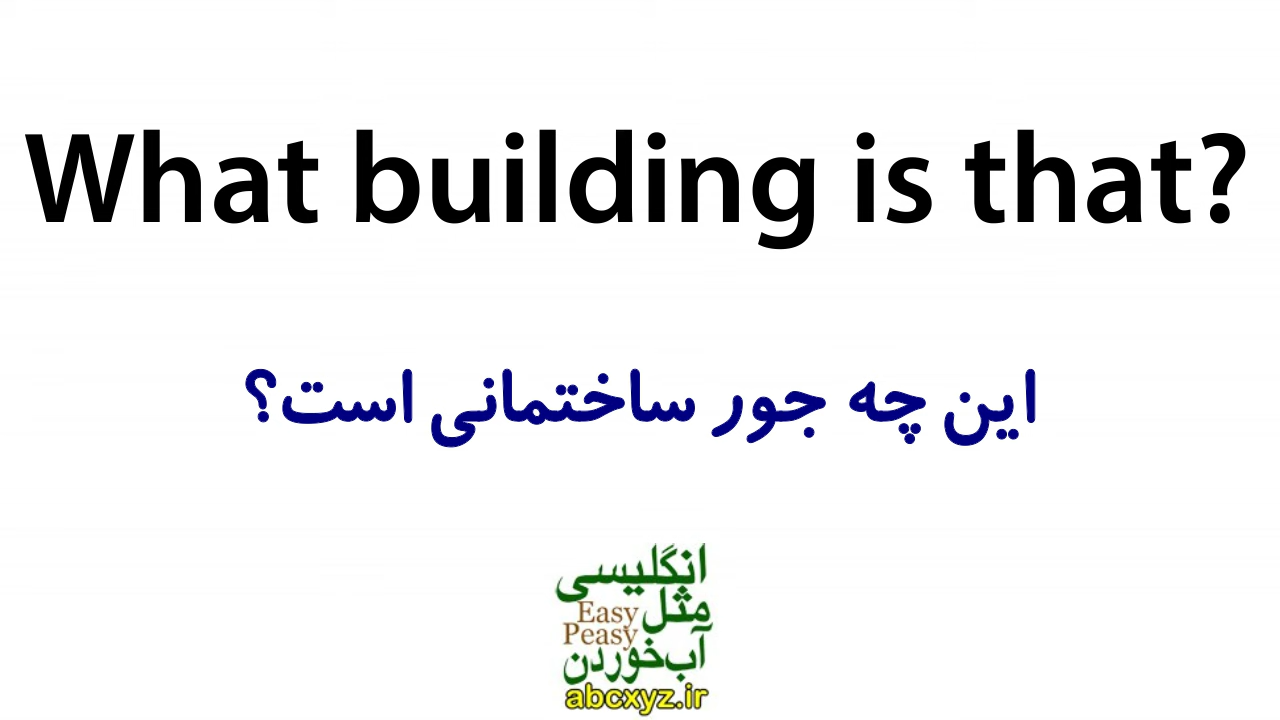 What building is that?
این چه جور ساختمانی است؟
انگلیسی
مثل Easy
Peasy
آب‌خوردن
abcxyz.ir